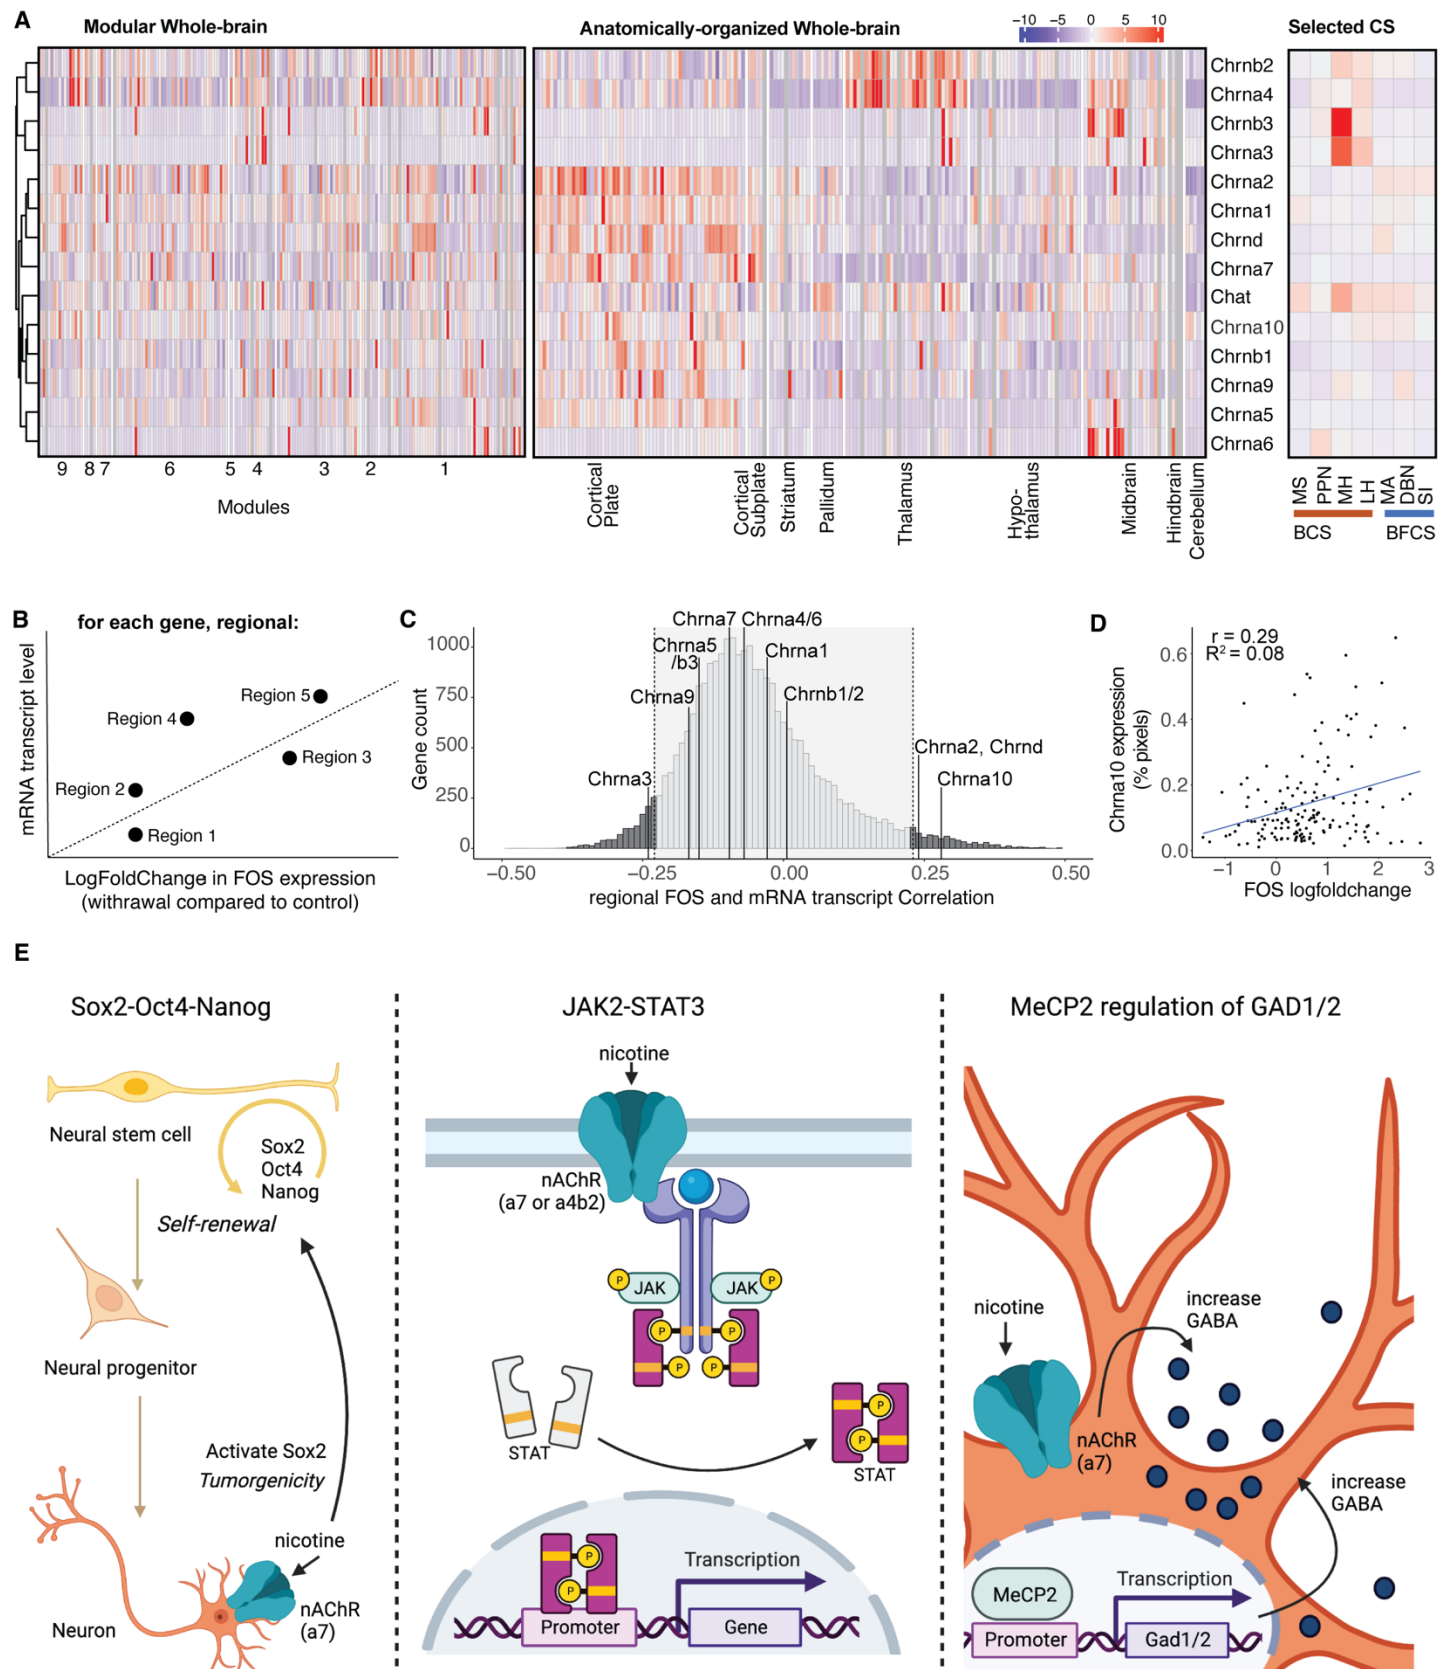 A
Modular Whole-brain
Anatomically-organized Whole-brain
−10 −5 0 5 10
Selected CS
Chrnb2
Chrna4
Chrnb3
Chrna3
Chrna2
Chrna1
Chrnd
Chrna7
Chat
Chrna10
Chrnb1
Chrna9
Chrna5
Chrna6
9 8 7 6 5 4 3 2 1
Modules
Cortical
Plate
Cortical
Subplate
Striatum
Pallidum
Thalamus
Hypo-
thalamus
Midbrain
Hindbrain
Cerebellum
MS
PPN
MH
LH
MA
DBN
SI
BCS
BFCS
B
for each gene, regional:
mRNA transcript level
Region 5
Region 4
Region 3
Region 2
Region 1
LogFoldChange in FOS expression
(withdrawal compared to control)
C
Gene count
1000
750
500
250
0
Chrna7 Chrna4/6
Chrna5
/b3
Chrna1
Chrna9
Chrnb1/2
Chrna3
Chrna2, Chrnd
Chrna10
−0.50 −0.25 0.00 0.25 0.50
regional FOS and mRNA transcript Correlation
D
r = 0.29
R² = 0.08
Chrna10 expression
(% pixels)
0.6
0.4
0.2
0.0
−1 0 1 2 3
FOS logfoldchange
E
Sox2-Oct4-Nanog
Neural stem cell
Sox2
Oct4
Nanog
Self-renewal
Neural progenitor
Activate Sox2
Tumorgenicity
nicotine
nAChR
(a7)
Neuron
JAK2-STAT3
nicotine
nAChR
(a7 or a4b2)
P JAK JAK P
P P
P P
STAT
P
P
STAT
P
P
Transcription
Promoter
Gene
MeCP2 regulation of GAD1/2
nicotine
increase
GABA
nAChR
(a7)
increase
GABA
MeCP2
Transcription
Promoter
Gad1/2